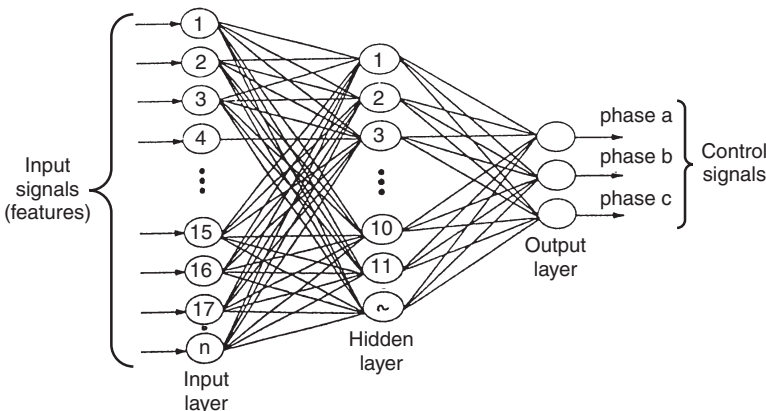 Input
signals
(features)
1
2
3
4
15
16
17
n
Input
layer
1
2
3
10
11
~
Hidden
layer
Output
layer
phase a
phase b
phase c
Control
signals